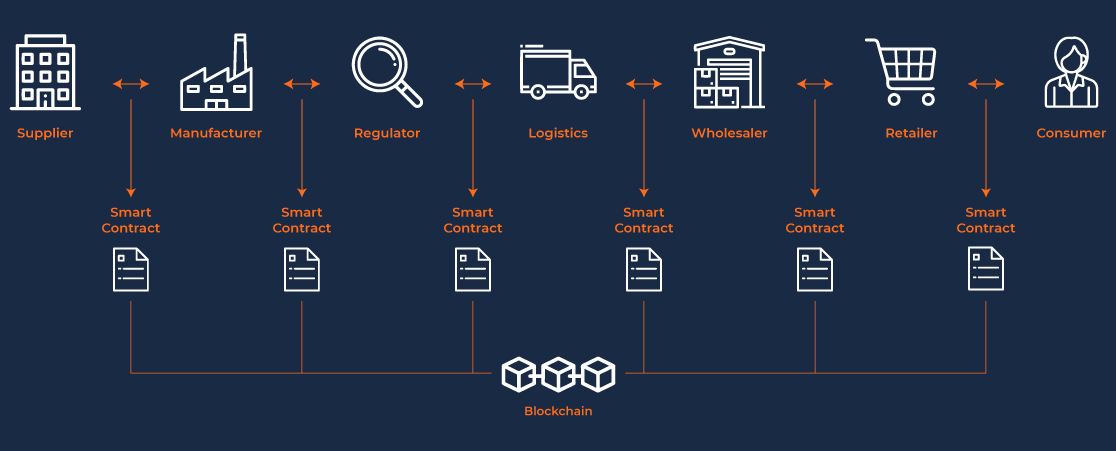 Supplier
Manufacturer
Regulator
Logistics
Wholesaler
Retailer
Consumer
Smart
Contract
Smart
Contract
Smart
Contract
Smart
Contract
Smart
Contract
Smart
Contract
Blockchain